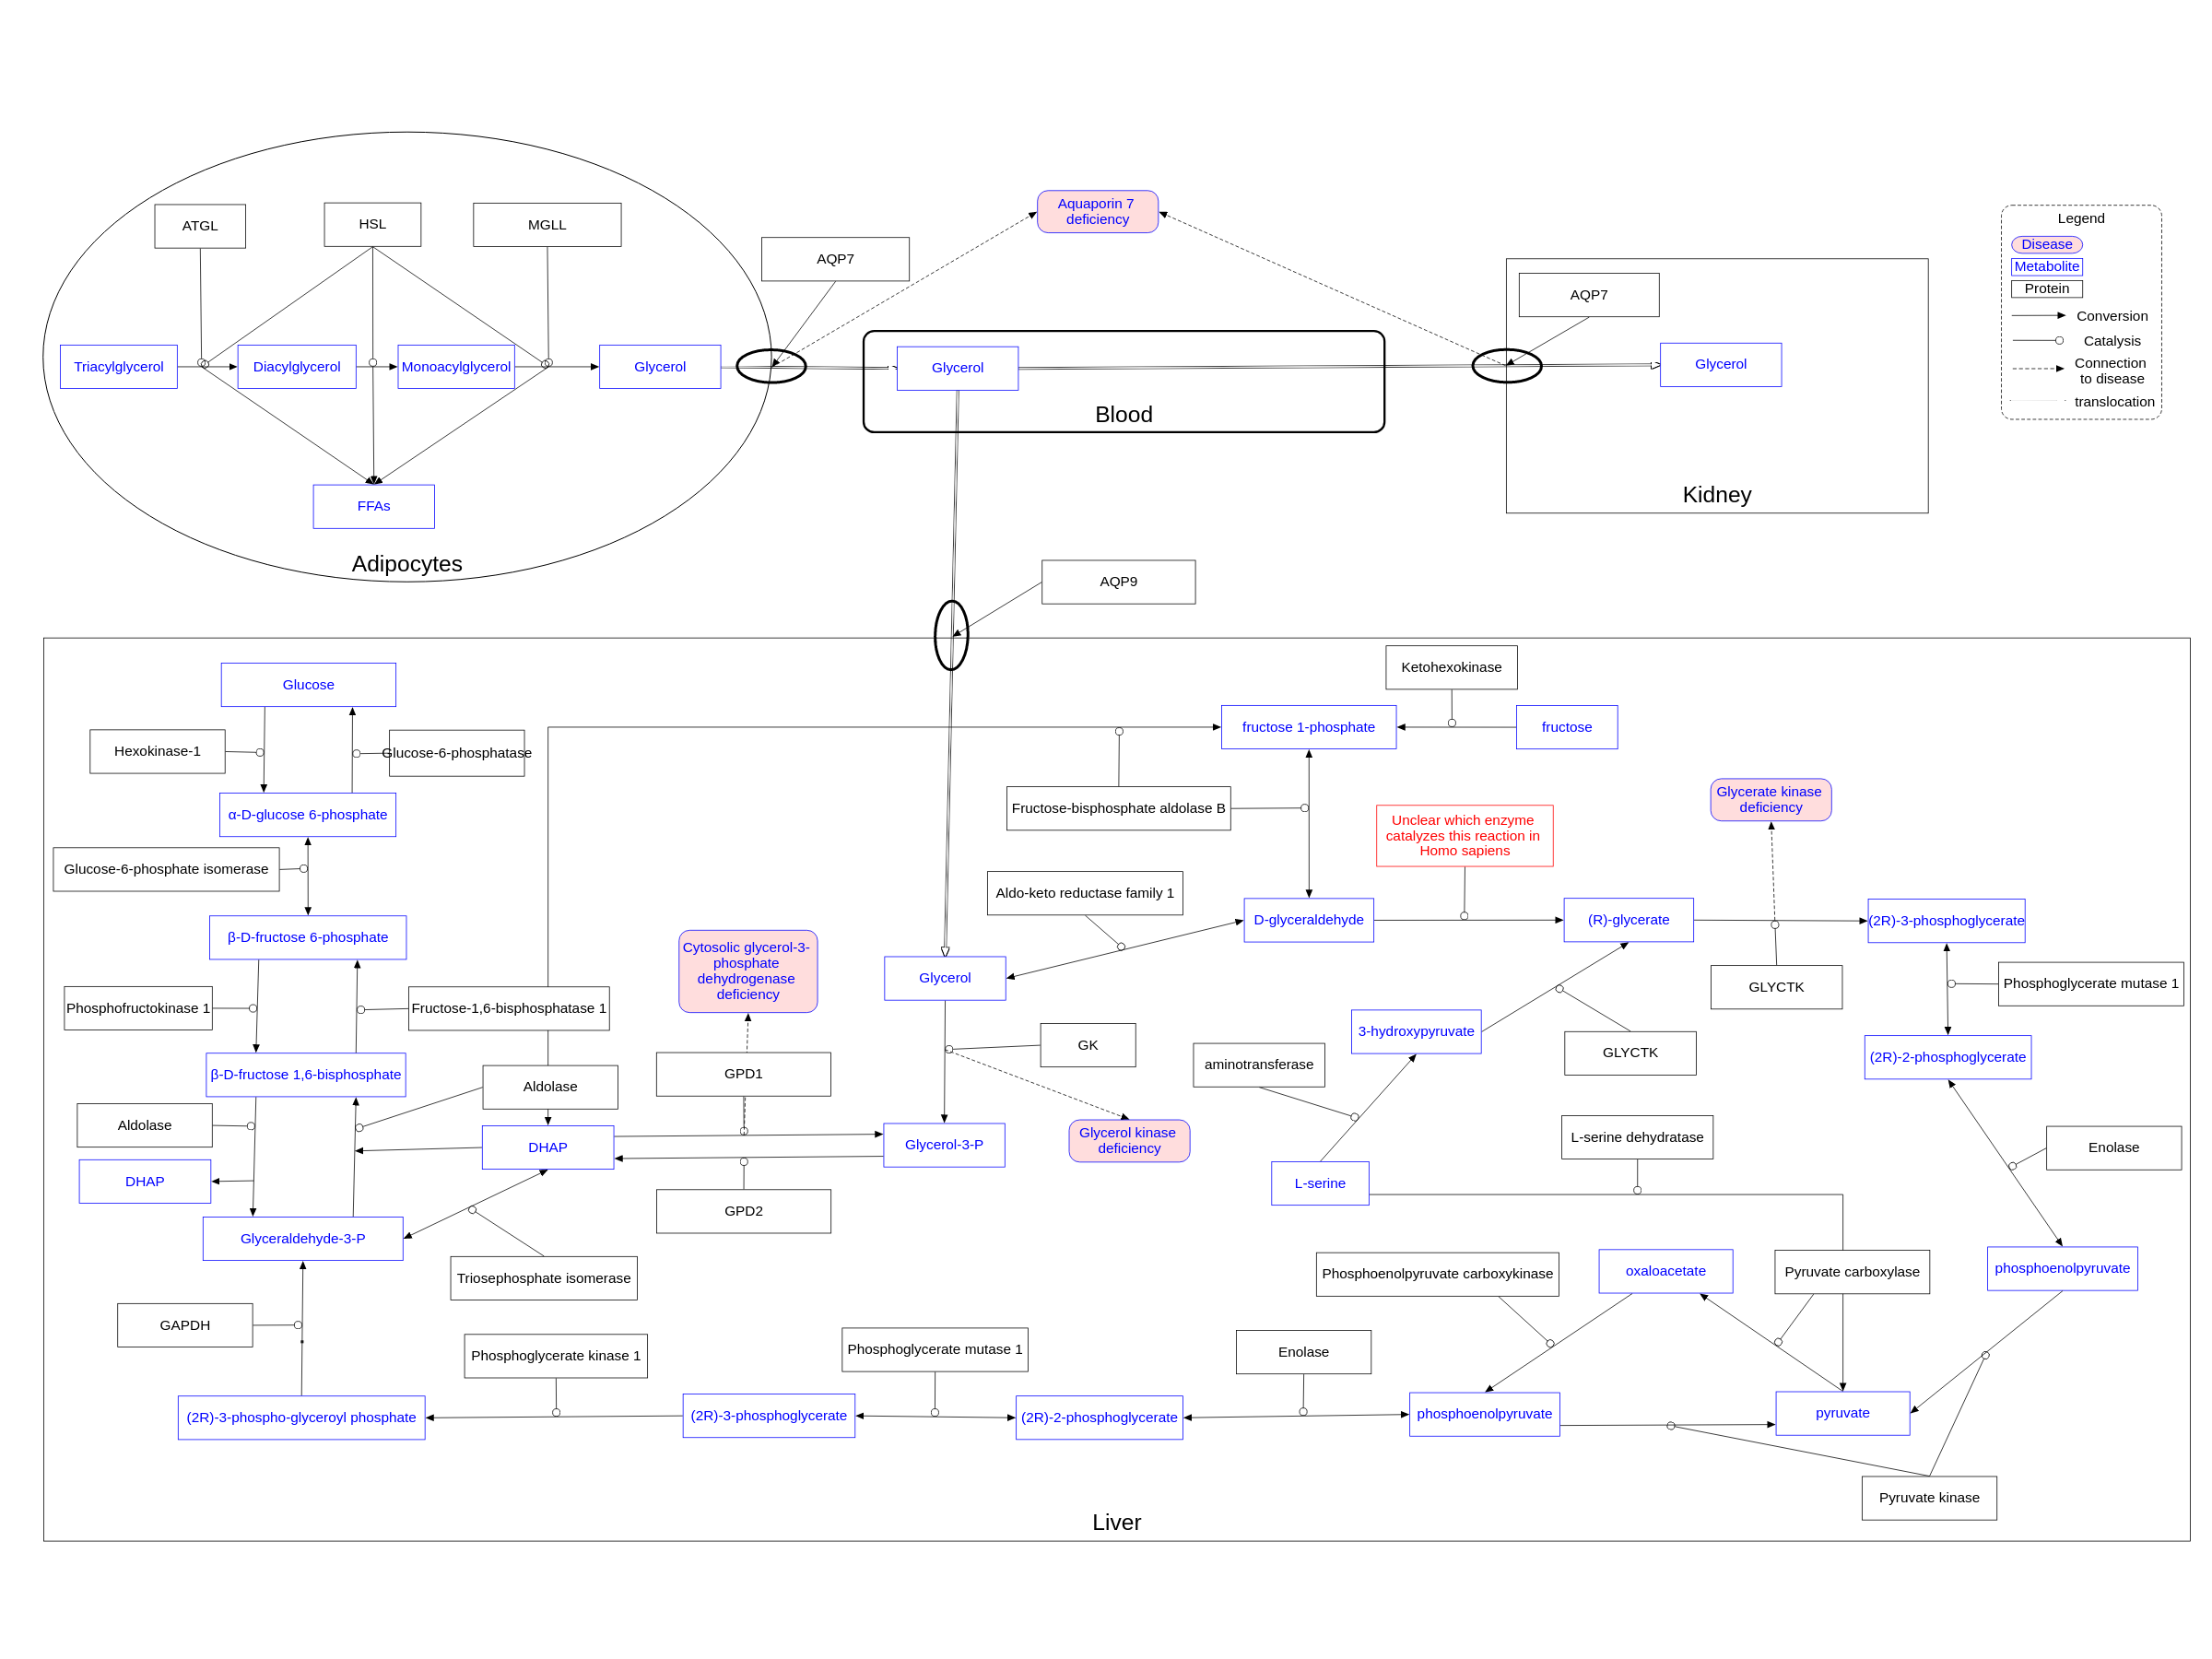 Aquaporin 7
deficiency
ATGL
HSL
MGLL
AQP7
Triacylglycerol
Diacylglycerol
Monoacylglycerol
Glycerol
FFAs
Adipocytes
Glycerol
Blood
AQP7
Glycerol
Kidney
Legend
Disease
Metabolite
Protein
Conversion
Catalysis
Connection
to disease
translocation
AQP9
Glucose
Hexokinase-1
Glucose-6-phosphatase
α-D-glucose 6-phosphate
Glucose-6-phosphate isomerase
β-D-fructose 6-phosphate
Phosphofructokinase 1
Fructose-1,6-bisphosphatase 1
β-D-fructose 1,6-bisphosphate
Aldolase
Aldolase
DHAP
DHAP
Glyceraldehyde-3-P
Triosephosphate isomerase
GAPDH
Cytosolic glycerol-3-
phosphate
dehydrogenase
deficiency
GPD1
GPD2
Ketohexokinase
fructose 1-phosphate
fructose
Fructose-bisphosphate aldolase B
Unclear which enzyme
catalyzes this reaction in
Homo sapiens
Glycerate kinase
deficiency
Aldo-keto reductase family 1
D-glyceraldehyde
(R)-glycerate
(2R)-3-phosphoglycerate
Glycerol
GLYCTK
Phosphoglycerate mutase 1
3-hydroxypyruvate
GK
aminotransferase
GLYCTK
(2R)-2-phosphoglycerate
Glycerol-3-P
Glycerol kinase
deficiency
L-serine dehydratase
Enolase
L-serine
Phosphoenolpyruvate carboxykinase
oxaloacetate
Pyruvate carboxylase
phosphoenolpyruvate
Phosphoglycerate kinase 1
Phosphoglycerate mutase 1
Enolase
(2R)-3-phospho-glyceroyl phosphate
(2R)-3-phosphoglycerate
(2R)-2-phosphoglycerate
phosphoenolpyruvate
pyruvate
Pyruvate kinase
Liver